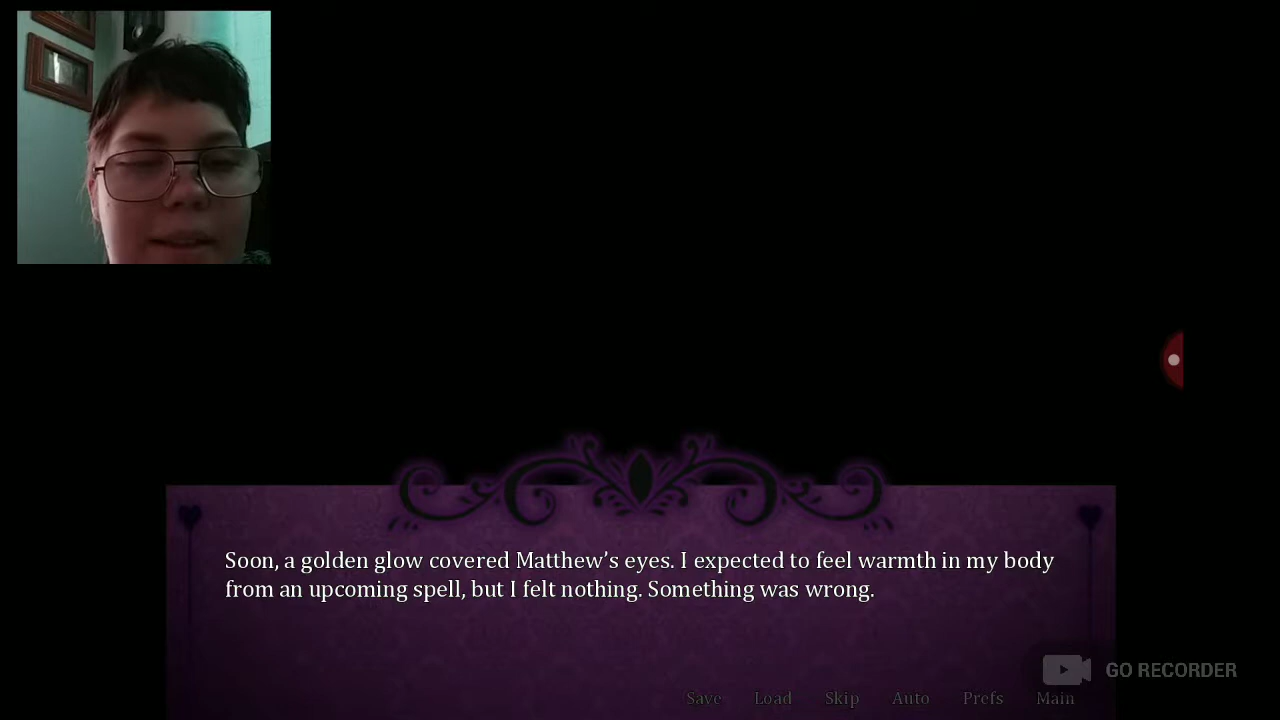 Soon, a golden glow covered Matthew’s eyes. I expected to feel warmth in my body
from an upcoming spell, but I felt nothing. Something was wrong.
GO RECORDER
Save Load Skip Auto Prefs Main